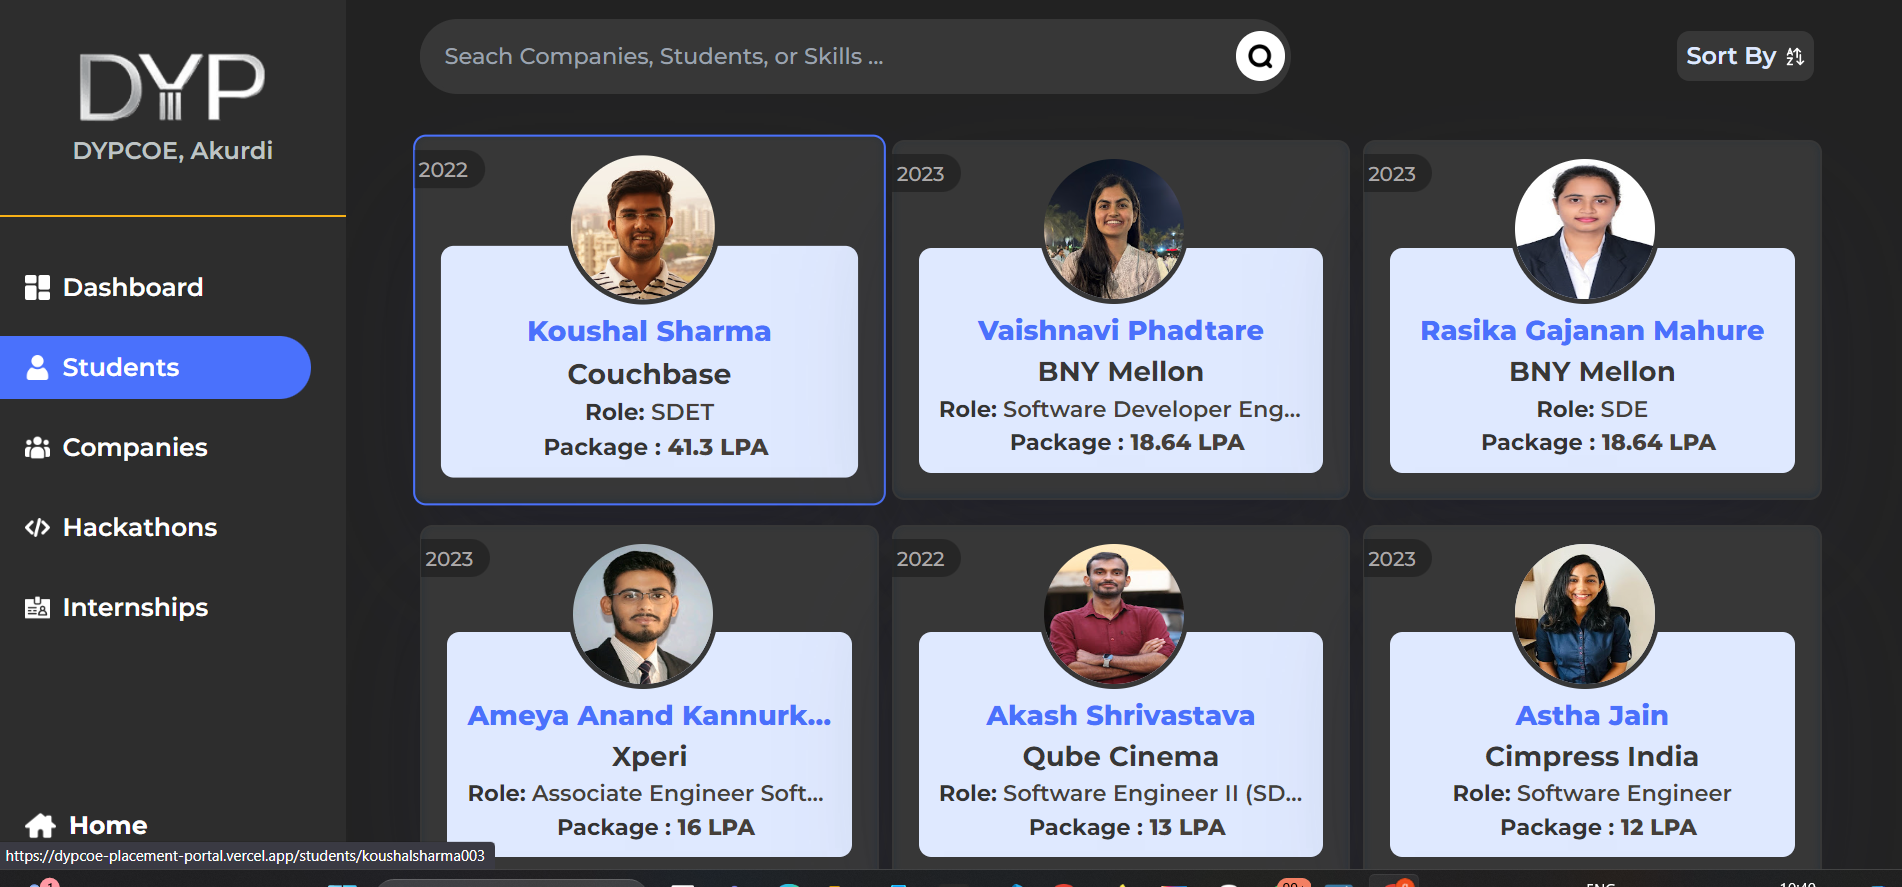 DYP
DYPCOE, Akurdi
Dashboard
Students
Companies
Hackathons
Internships
Home
https://dypcoe-placement-portal.vercel.app/students/koushalsharma003
Seach Companies, Students, or Skills ...
Sort By
2022
Koushal Sharma
Couchbase
Role: SDET
Package : 41.3 LPA
2023
Vaishnavi Phadtare
BNY Mellon
Role: Software Developer Eng...
Package : 18.64 LPA
2023
Rasika Gajanan Mahure
BNY Mellon
Role: SDE
Package : 18.64 LPA
2023
Ameya Anand Kannurk...
Xperi
Role: Associate Engineer Soft...
Package : 16 LPA
2022
Akash Shrivastava
Qube Cinema
Role: Software Engineer II (SD...
Package : 13 LPA
2023
Astha Jain
Cimpress India
Role: Software Engineer
Package : 12 LPA
1